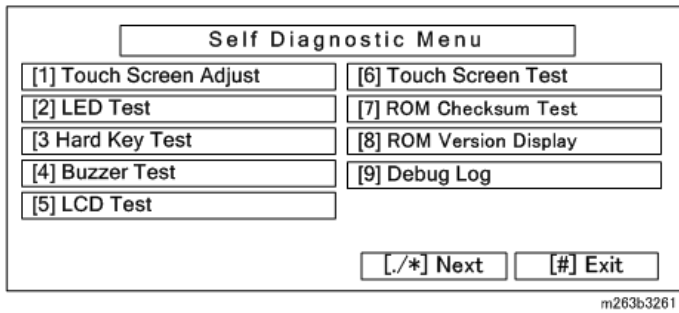 Self Diagnostic Menu
[1] Touch Screen Adjust
[2] LED Test
[3 Hard Key Test
[4] Buzzer Test
[5] LCD Test
[6] Touch Screen Test
[7] ROM Checksum Test
[8] ROM Version Display
[9] Debug Log
[./*] Next
[#] Exit
m263b3261